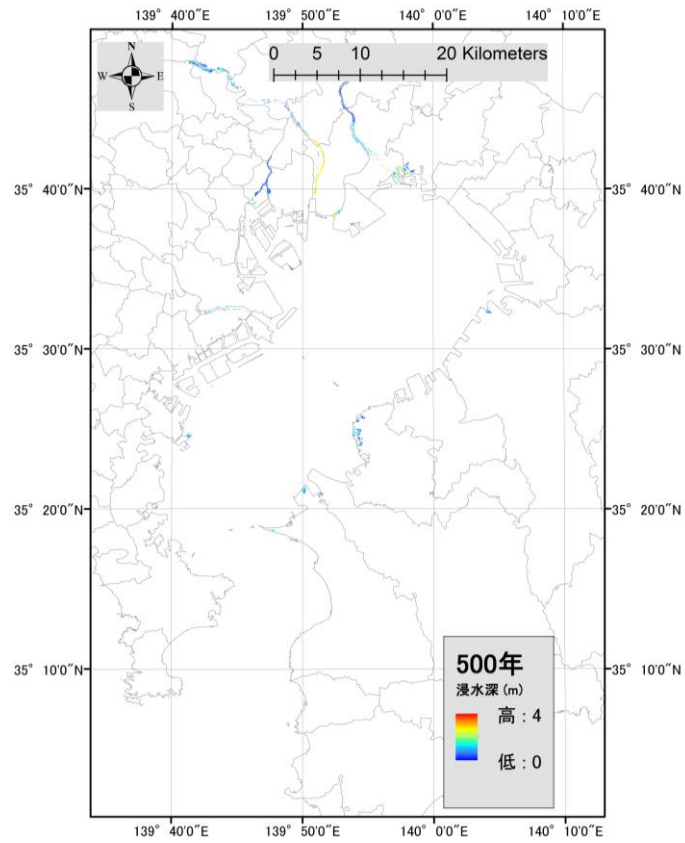 139° 40'0"E 139° 50'0"E 140° 0'0"E 140° 10'0"E
N
W E
S
0 5 10 20 Kilometers
35° 40'0"N 35° 40'0"N
35° 30'0"N 35° 30'0"N
35° 20'0"N 35° 20'0"N
35° 10'0"N 35° 10'0"N
500年
浸水深(m)
高 : 4
低 : 0
139° 40'0"E 139° 50'0"E 140° 0'0"E 140° 10'0"E